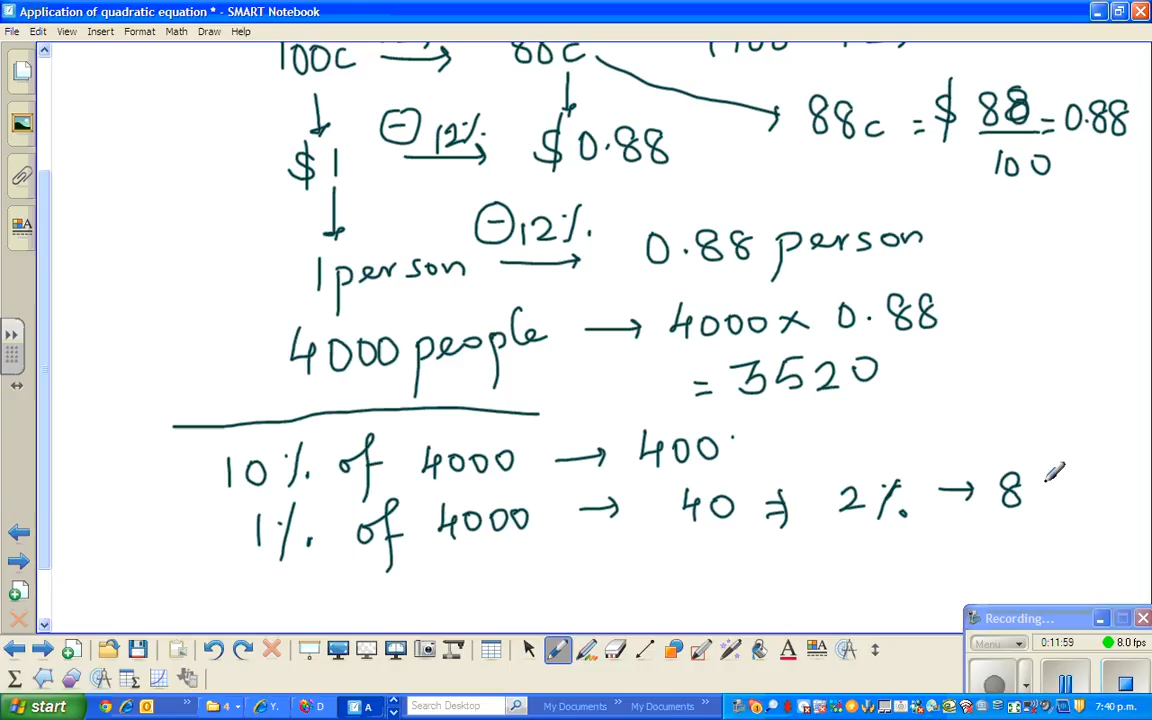 Application of quadratic equation * - SMART Notebook
File Edit View Insert Format Math Draw Help
100c → 80c
88c = $ 88/100 = 0.88
$1 ⊖12% → $0.88
1 person ⊖12% → 0.88 person
4000 people → 4000 x 0.88
= 3520
10% of 4000 → 400
1% of 4000 → 40 ⇒ 2% → 8
Recording...
Menu 0:11:59 8.0 fps
start 4 Y. D A Search Desktop My Documents My Documents 7:40 p.m.